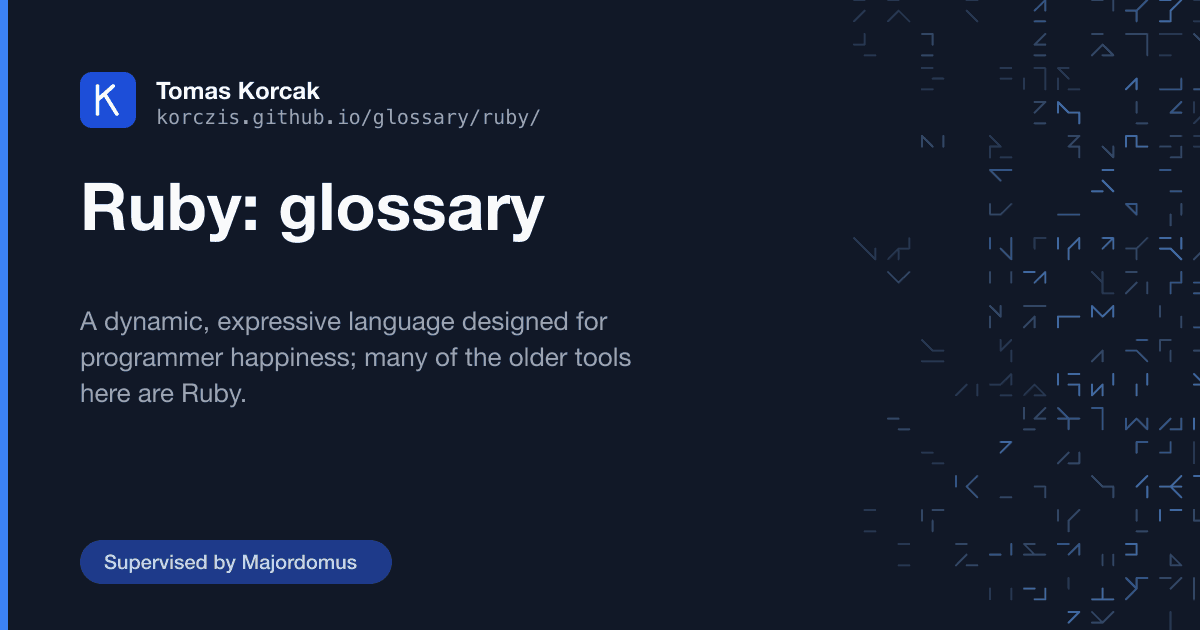 K
Tomas Korcak
korczis.github.io/glossary/ruby/
Ruby: glossary
A dynamic, expressive language designed for
programmer happiness; many of the older tools
here are Ruby.
Supervised by Majordomus